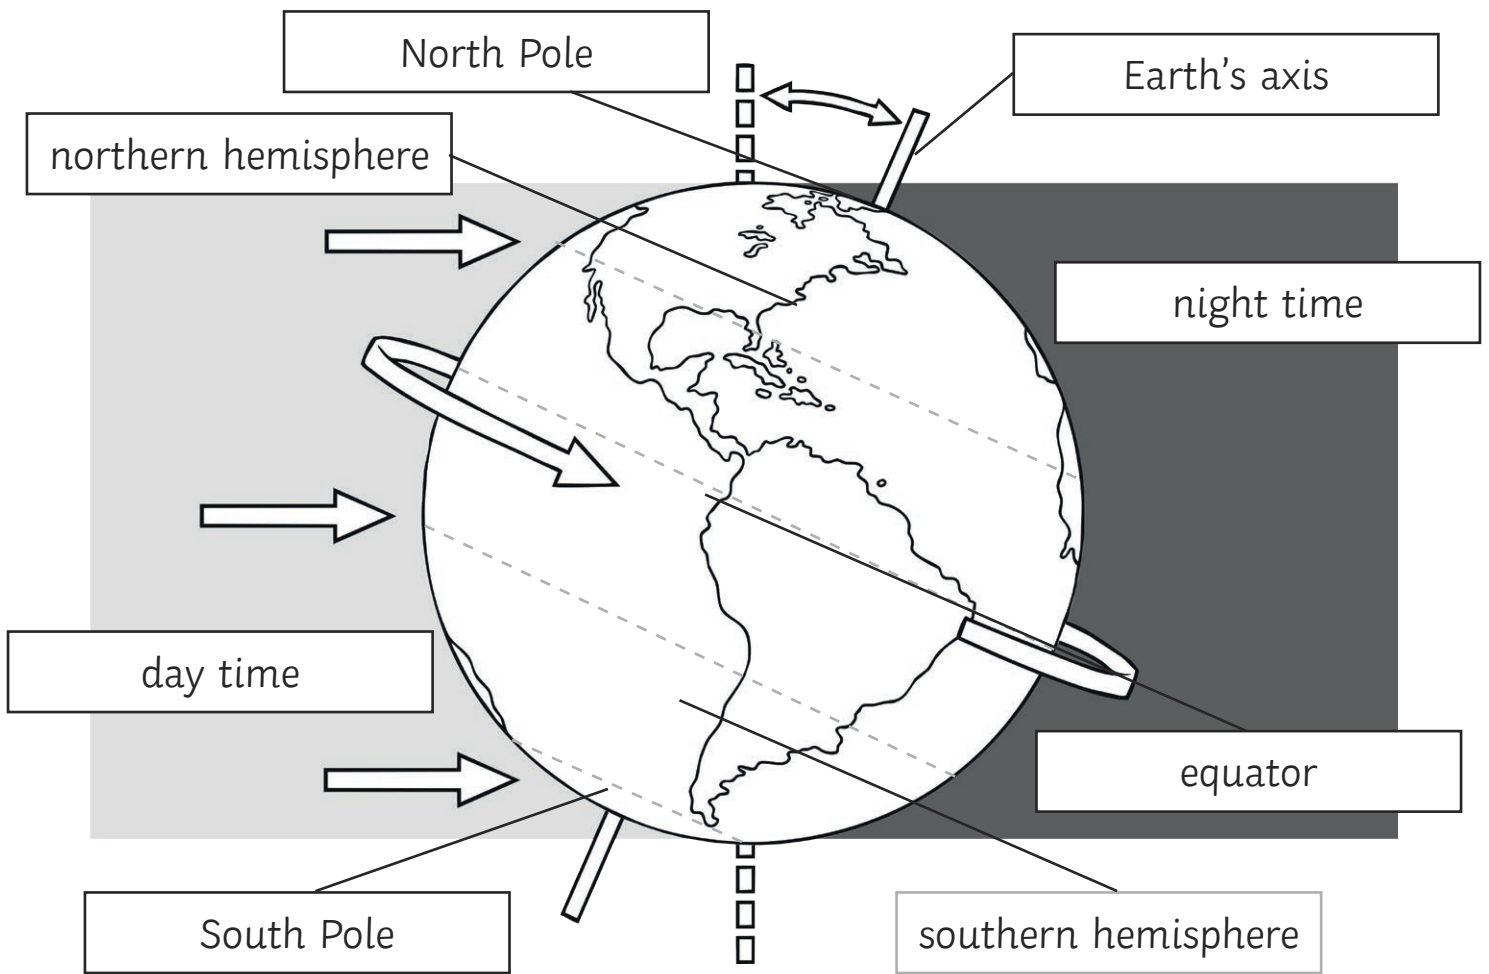 North Pole
Earth's axis
northern hemisphere
night time
day time
equator
South Pole
southern hemisphere